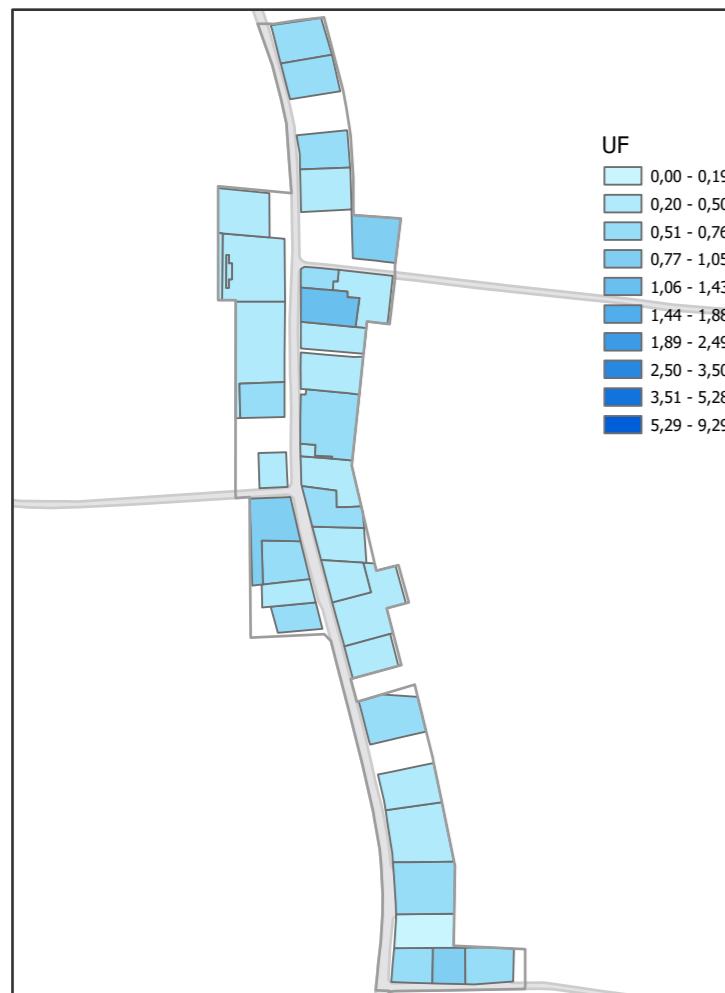 UF
0,00 - 0,19
0,20 - 0,50
0,51 - 0,76
0,77 - 1,05
1,06 - 1,43
1,44 - 1,88
1,89 - 2,49
2,50 - 3,50
3,51 - 5,28
5,29 - 9,29